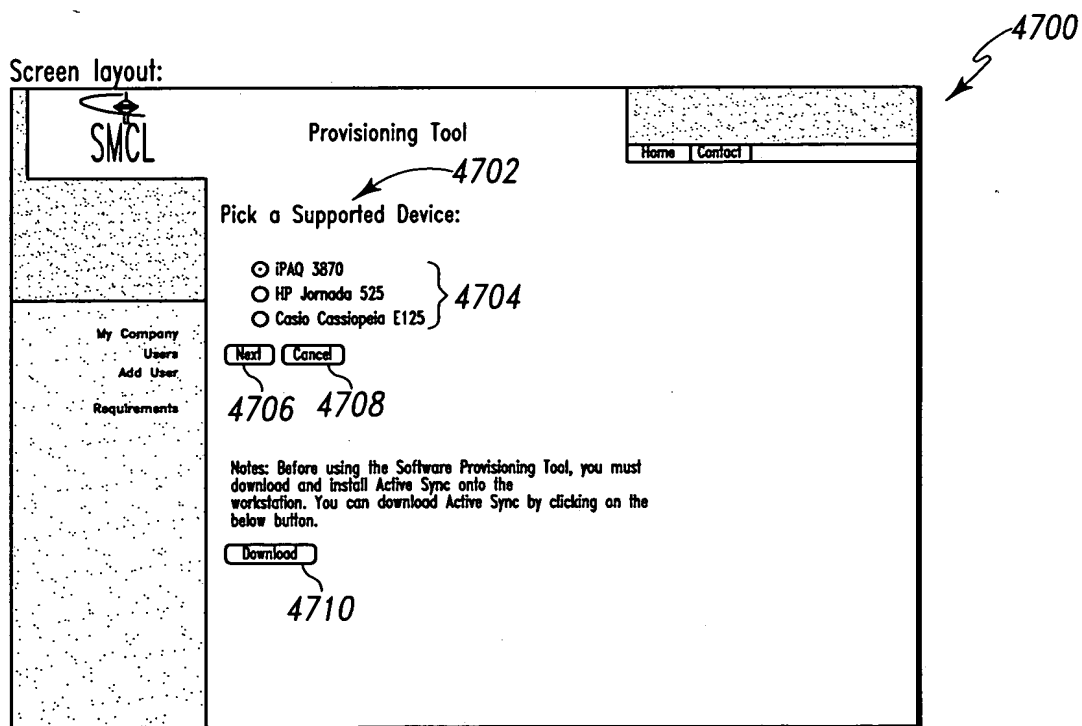 4700
Screen layout:
SMCL
Provisioning Tool
Home Contact
4702
Pick a Supported Device:
iPAQ 3870
HP Jornada 525
Casio Cassiopeia E125
4704
My Company
Users
Add User
Requirements
Next Cancel
4706 4708
Notes: Before using the Software Provisioning Tool, you must
download and install Active Sync onto the
workstation. You can download Active Sync by clicking on the
below button.
Download
4710